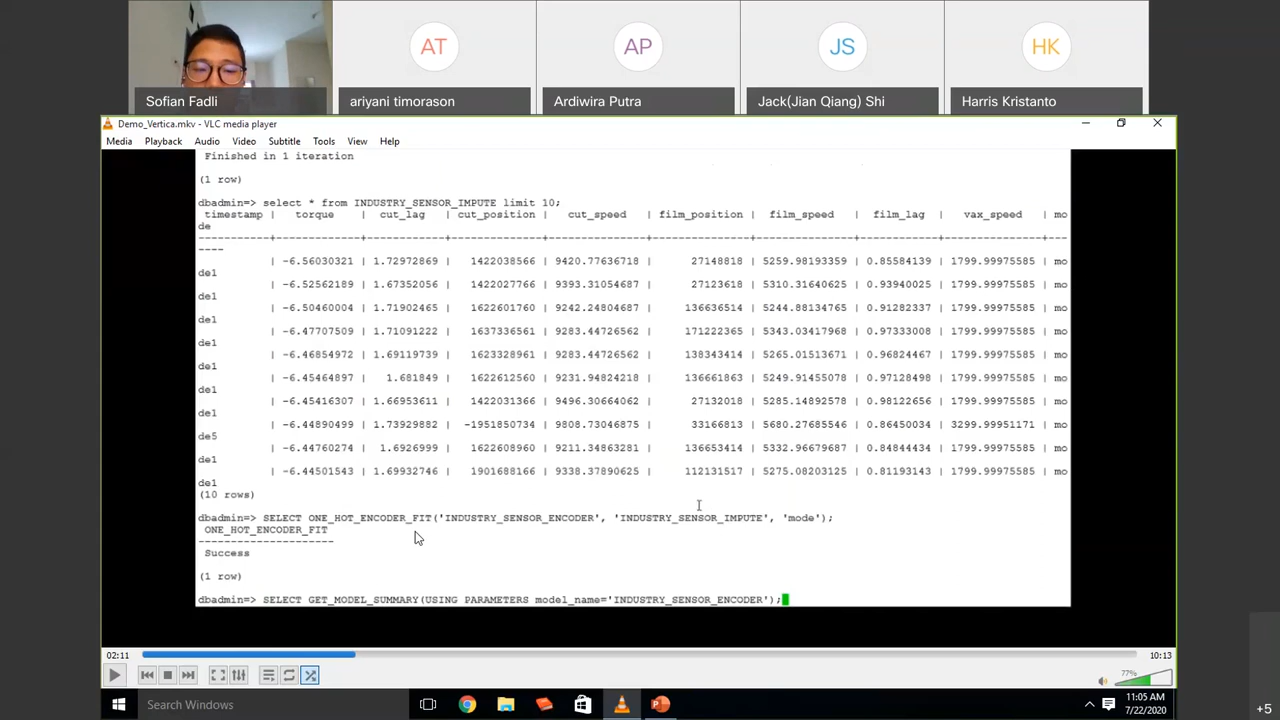 AT
AP
JS
HK
Sofian Fadli
ariyani timorason
Ardiwira Putra
Jack(Jian Qiang) Shi
Harris Kristanto
Demo_Vertica.mkv - VLC media player
Media Playback Audio Video Subtitle Tools View Help
Finished in 1 iteration
(1 row)
dbadmin=> select * from INDUSTRY_SENSOR_IMPUTE limit 10;
timestamp | torque | cut_lag | cut_position | cut_speed | film_position | film_speed | film_lag | vax_speed | mo
de
-----------+-------------+------------+--------------+---------------+---------------+---------------+------------+---------------+---
----
| -6.56030321 | 1.72972869 | 1422038566 | 9420.77636718 | 27148818 | 5259.98193359 | 0.85584139 | 1799.99975585 | mo
de1
| -6.52562189 | 1.67352056 | 1422027766 | 9393.31054687 | 27123618 | 5310.31640625 | 0.93940025 | 1799.99975585 | mo
de1
| -6.50460004 | 1.71902465 | 1622601760 | 9242.24804687 | 136636514 | 5244.88134765 | 0.91282337 | 1799.99975585 | mo
de1
| -6.47707509 | 1.71091222 | 1637336561 | 9283.44726562 | 171222365 | 5343.03417968 | 0.97333008 | 1799.99975585 | mo
de1
| -6.46854972 | 1.69119739 | 1623328961 | 9283.44726562 | 138343414 | 5265.01513671 | 0.96824467 | 1799.99975585 | mo
de1
| -6.45464897 | 1.681849 | 1622612560 | 9231.94824218 | 136661863 | 5249.91455078 | 0.97128498 | 1799.99975585 | mo
de1
| -6.45416307 | 1.66953611 | 1422031366 | 9496.30664062 | 27132018 | 5285.14892578 | 0.98122656 | 1799.99975585 | mo
de1
| -6.44890499 | 1.73929882 | -1951850734 | 9808.73046875 | 33166813 | 5680.27685546 | 0.86450034 | 3299.99951171 | mo
de5
| -6.44760274 | 1.6926999 | 1622608960 | 9211.34863281 | 136653414 | 5332.96679687 | 0.84844434 | 1799.99975585 | mo
de1
| -6.44501543 | 1.69932746 | 1901688166 | 9338.37890625 | 112131517 | 5275.08203125 | 0.81193143 | 1799.99975585 | mo
de1
(10 rows)
dbadmin=> SELECT ONE_HOT_ENCODER_FIT('INDUSTRY_SENSOR_ENCODER', 'INDUSTRY_SENSOR_IMPUTE', 'mode');
ONE_HOT_ENCODER_FIT
---------------------
Success
(1 row)
dbadmin=> SELECT GET_MODEL_SUMMARY(USING PARAMETERS model_name='INDUSTRY_SENSOR_ENCODER');
02:11
10:13
77%
Search Windows
11:05 AM
7/22/2020
+5